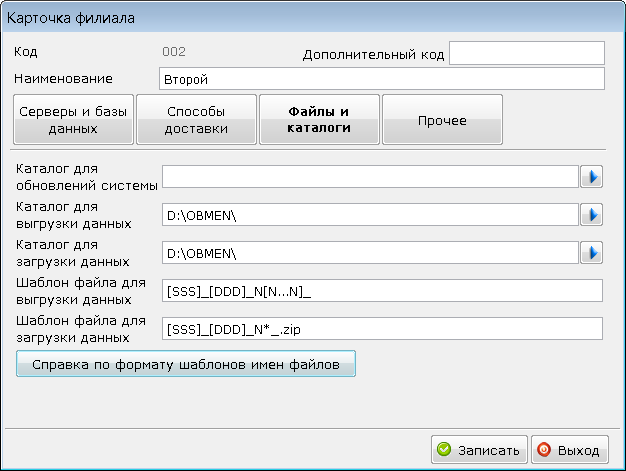 Карточка филиала
Код 002 Дополнительный код
Наименование Второй
Серверы и базы данных
Способы доставки
Файлы и каталоги
Прочее
Каталог для
обновлений системы
Каталог для
выгрузки данных D:\OBMEN\
Каталог для
загрузки данных D:\OBMEN\
Шаблон файла для
выгрузки данных [SSS]_[DDD]_N[N...N]_
Шаблон файла для
загрузки данных [SSS]_[DDD]_N*_.zip
Справка по формату шаблонов имен файлов
Записать Выход